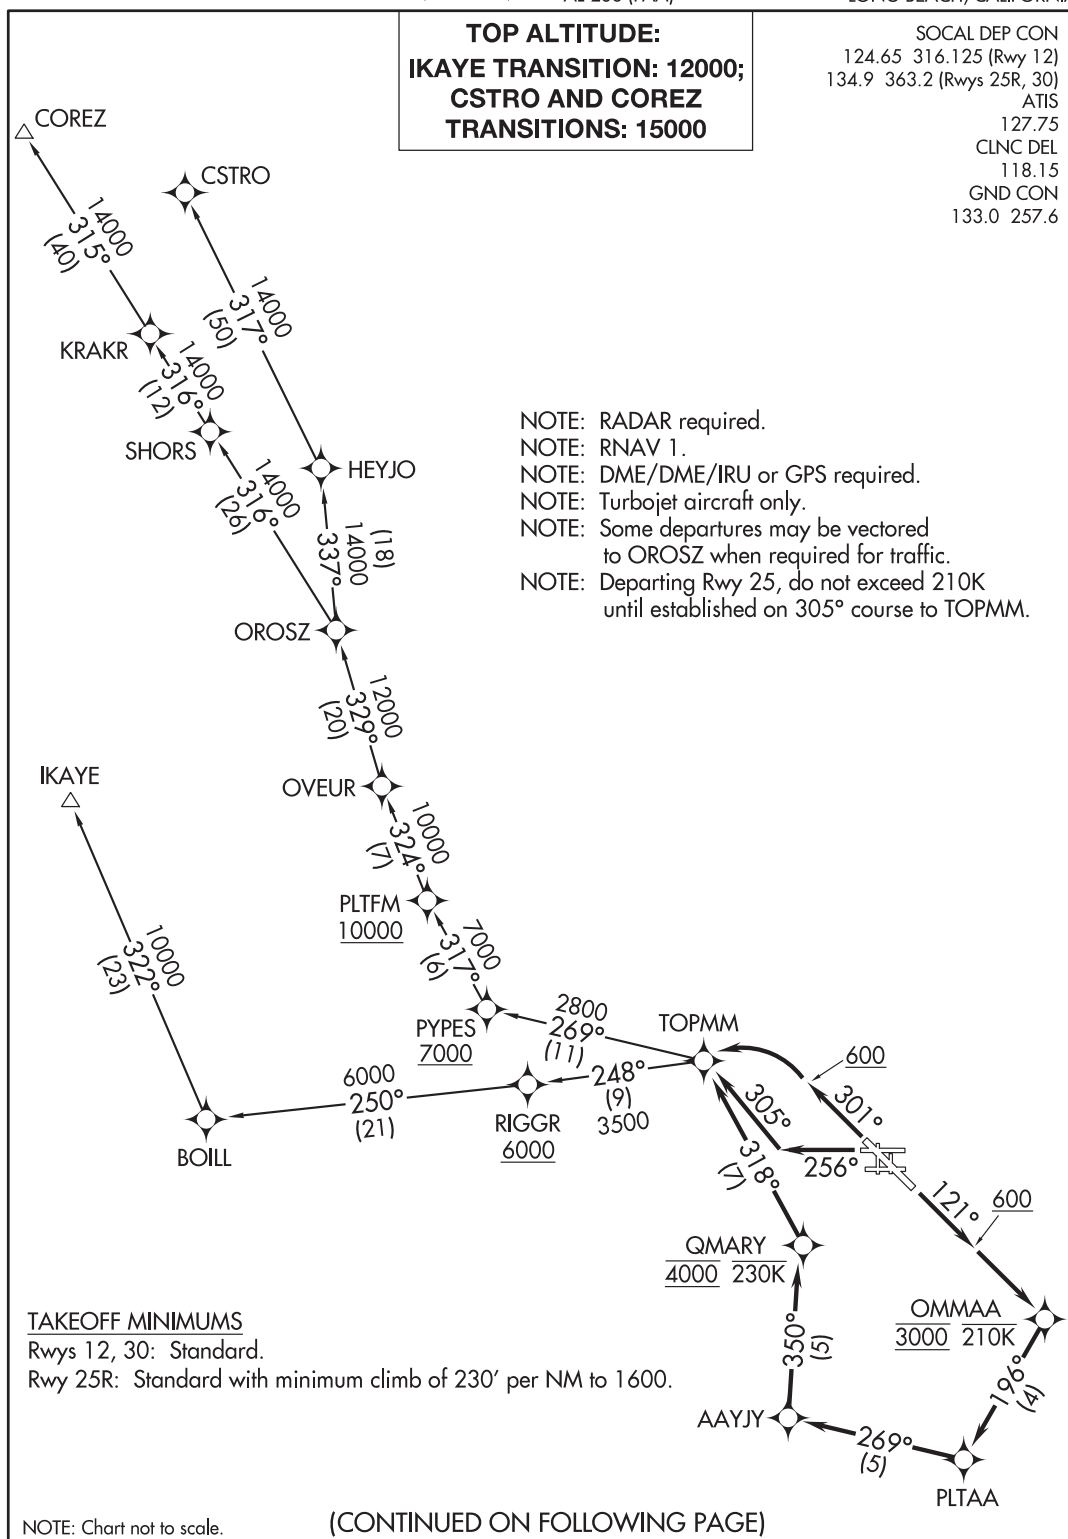 TOP ALTITUDE:
IKAYE TRANSITION: 12000;
CSTRO AND COREZ
TRANSITIONS: 15000
SOCAL DEP CON
124.65 316.125 (Rwy 12)
134.9 363.2 (Rwys 25R, 30)
ATIS
127.75
CLNC DEL
118.15
GND CON
133.0 257.6
COREZ
CSTRO
14000
315°
(40)
14000
317°
(50)
KRAKR
14000
316°
(12)
SHORS
HEYJO
14000
316°
(26)
(18)
14000
337°
NOTE: RADAR required.
NOTE: RNAV 1.
NOTE: DME/DME/IRU or GPS required.
NOTE: Turbojet aircraft only.
NOTE: Some departures may be vectored
to OROSZ when required for traffic.
NOTE: Departing Rwy 25, do not exceed 210K
until established on 305° course to TOPMM.
OROSZ
12000
329°
(20)
IKAYE
OVEUR
10000
324°
(7)
PLTFM
10000
7000
317°
(6)
10000
322°
(23)
PYPES
7000
2800
269°
(11)
TOPMM
600
301°
6000
250°
(21)
248°
(9)
3500
RIGGR
6000
BOILL
305°
256°
318°
(7)
121°
600
QMARY
4000 230K
OMMAA
3000 210K
350°
(5)
196°
(4)
TAKEOFF MINIMUMS
Rwys 12, 30: Standard.
Rwy 25R: Standard with minimum climb of 230' per NM to 1600.
AAYJY
269°
(5)
PLTAA
NOTE: Chart not to scale.
(CONTINUED ON FOLLOWING PAGE)